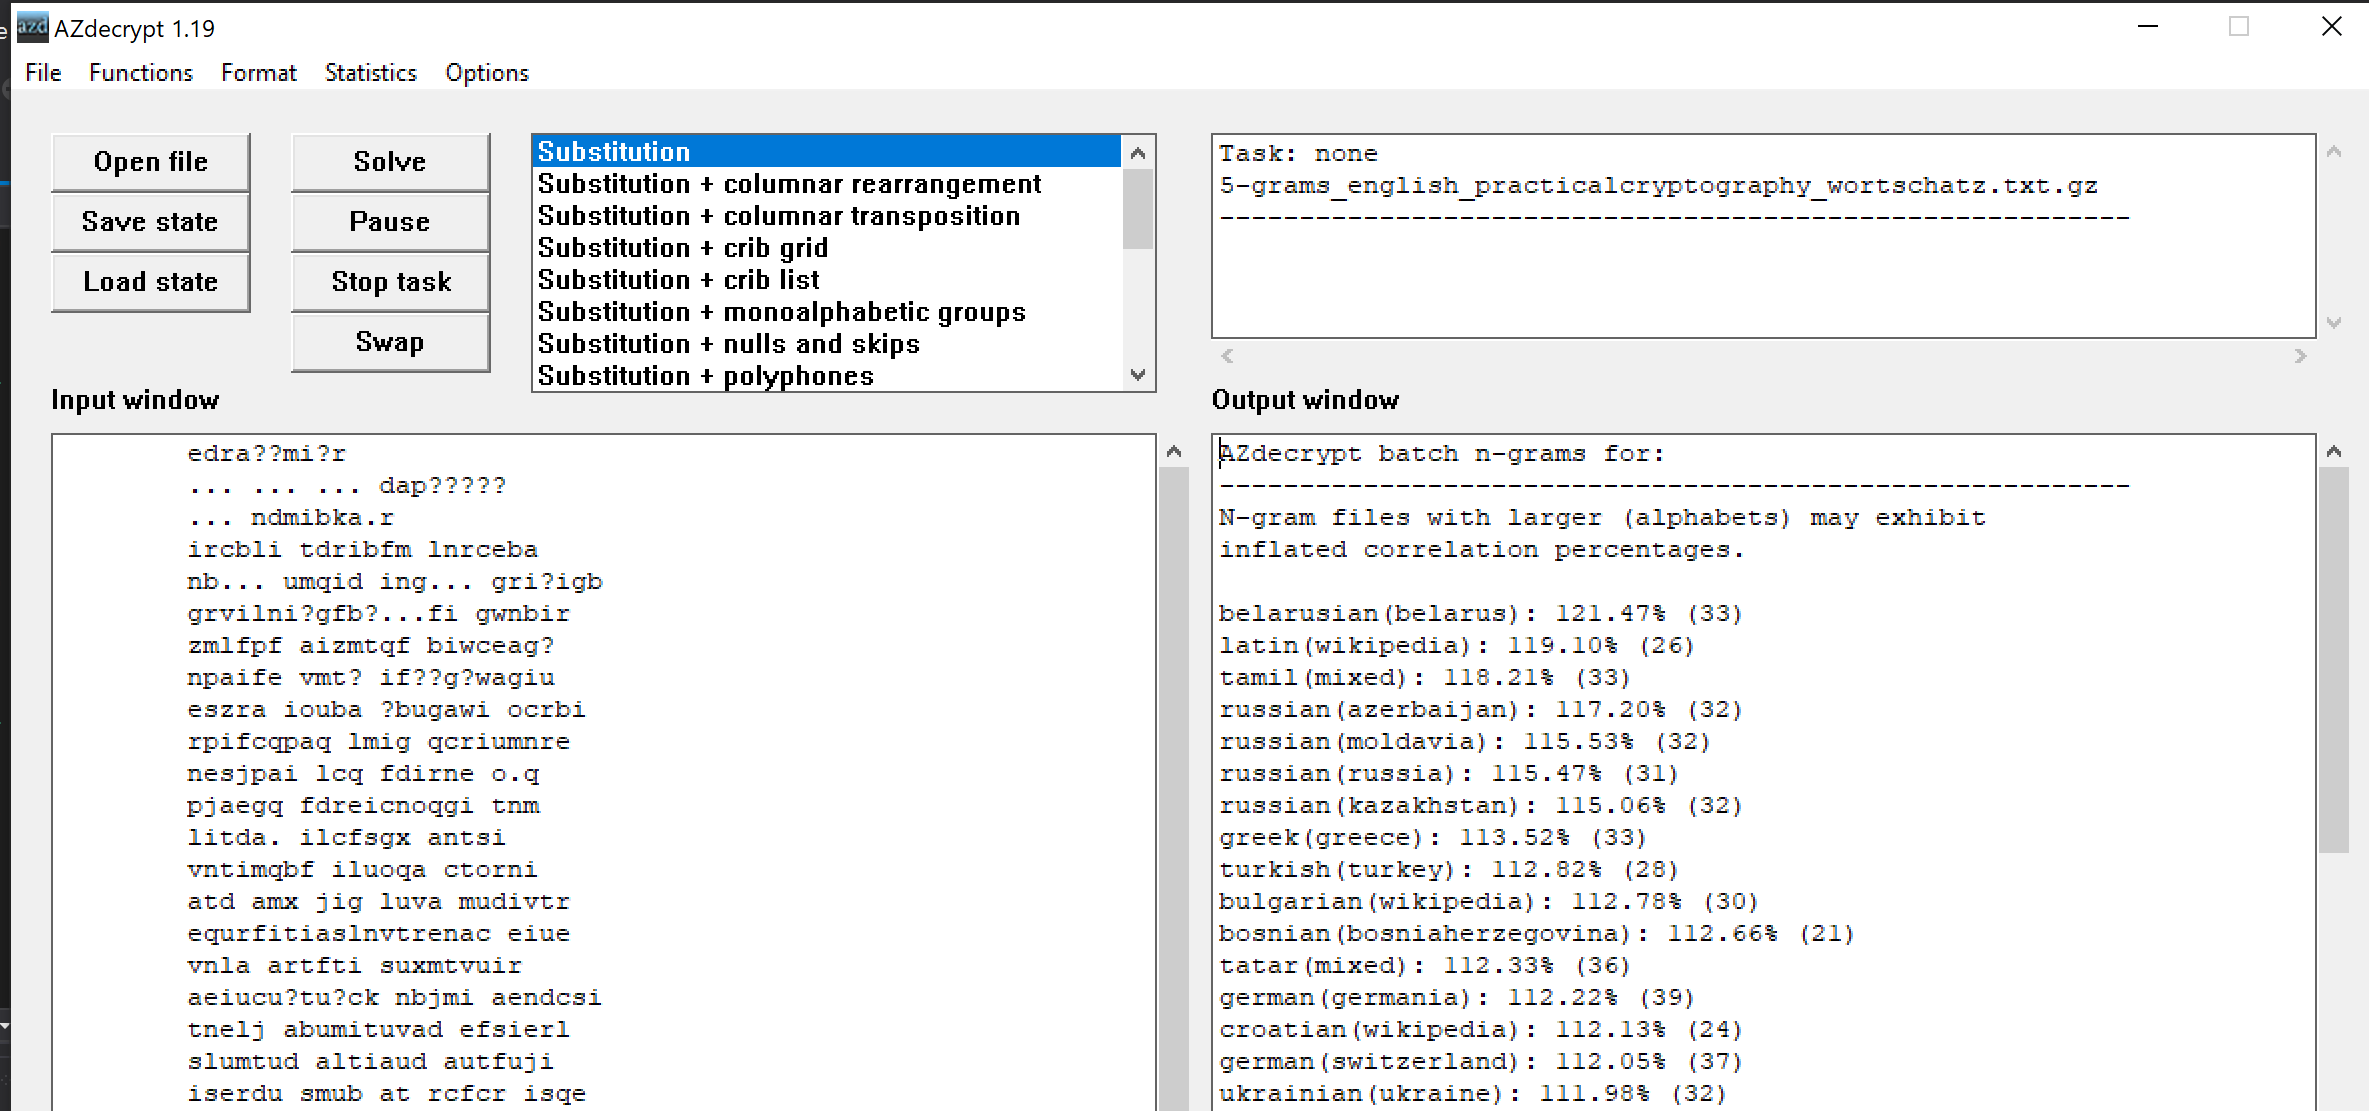 AZdecrypt 1.19
File Functions Format Statistics Options
Open file
Save state
Load state
Solve
Pause
Stop task
Swap
Substitution
Substitution + columnar rearrangement
Substitution + columnar transposition
Substitution + crib grid
Substitution + crib list
Substitution + monoalphabetic groups
Substitution + nulls and skips
Substitution + polyphones
Task: none
5-grams_english_practicalcryptography_wortschatz.txt.gz
---------------------------------------------------------
Input window
edra??mi?r
... ... ... dap?????
... ndmibka.r
ircbli tdribfm lnrceba
nb... umqid ing... gri?igb
grvilni?gfb?...fi gwnbir
zmlfpf aizmtqf biwceag?
npaife vmt? if??g?wagiu
eszra iouba ?bugawi ocrbi
rpifcqpaq lmig qcriumnre
nesjpai lcq fdirne o.q
pjaegq fdreicnoqgi tnm
litda. ilcfsgx antsi
vntimqbf iluoqa ctorni
atd amx jig luva mudivtr
equrfitiaslnvtrenac eiue
vnla artfti suxmtvuir
aeiucu?tu?ck nbjmi aendcsi
tnelj abumituvad efsierl
slumtud altiaud autfuji
iserdu smub at rcfcr isqe
Output window
AZdecrypt batch n-grams for:
---------------------------------------------------------
N-gram files with larger (alphabets) may exhibit
inflated correlation percentages.
belarusian(belarus): 121.47% (33)
latin(wikipedia): 119.10% (26)
tamil(mixed): 118.21% (33)
russian(azerbaijan): 117.20% (32)
russian(moldavia): 115.53% (32)
russian(russia): 115.47% (31)
russian(kazakhstan): 115.06% (32)
greek(greece): 113.52% (33)
turkish(turkey): 112.82% (28)
bulgarian(wikipedia): 112.78% (30)
bosnian(bosniaherzegovina): 112.66% (21)
tatar(mixed): 112.33% (36)
german(germania): 112.22% (39)
croatian(wikipedia): 112.13% (24)
german(switzerland): 112.05% (37)
ukrainian(ukraine): 111.98% (32)